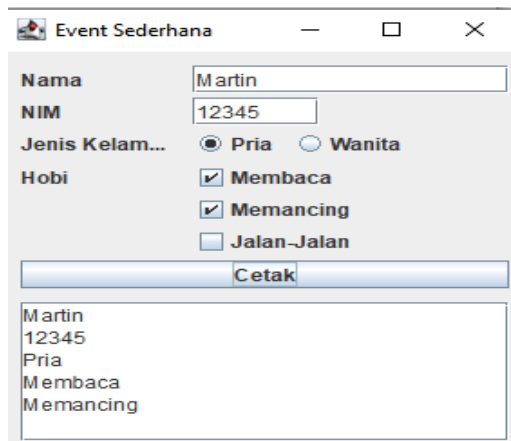 Event Sederhana
Nama Martin
NIM 12345
Jenis Kelam... Pria Wanita
Hobi Membaca
Memancing
Jalan-Jalan
Cetak
Martin
12345
Pria
Membaca
Memancing